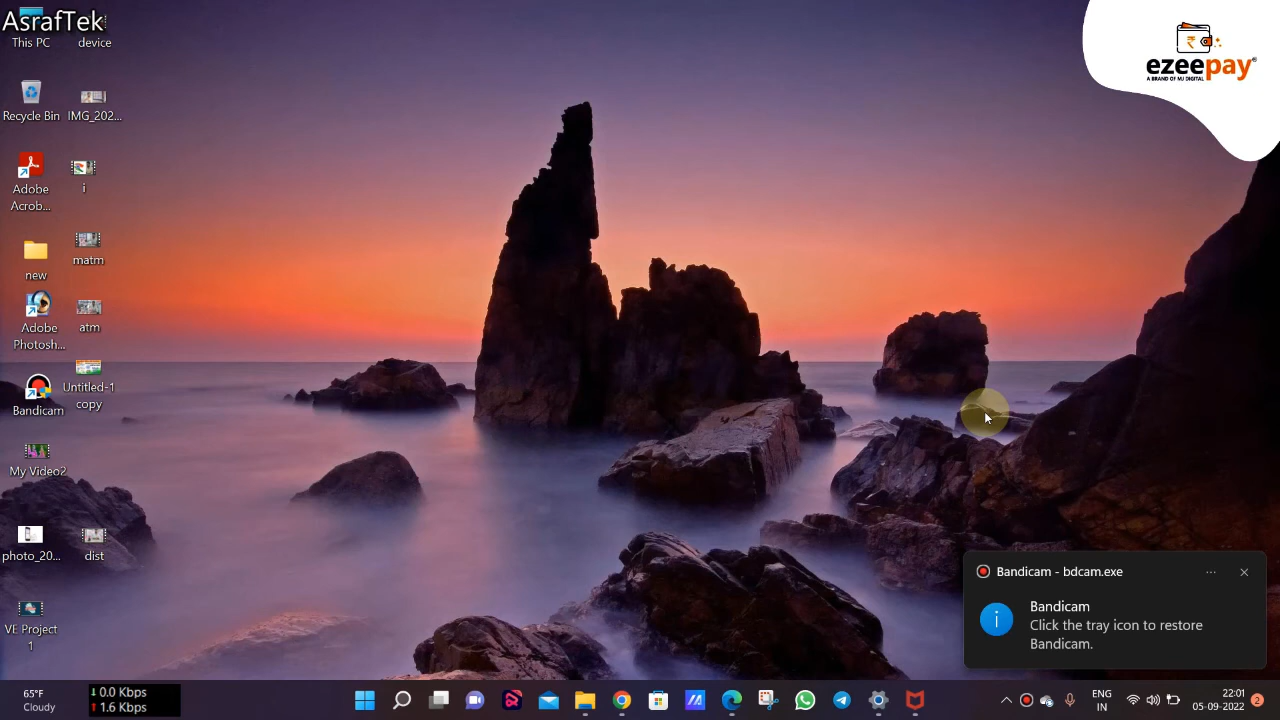 AsrafTek
This PC
device
Recycle Bin
IMG_202...
Adobe
Acrob...
i
new
matm
Adobe
Photosh...
atm
Bandicam
Untitled-1
copy
My Video2
photo_20...
dist
VE Project
1
₹
ezeepay®
A BRAND OF MJ DIGITAL
Bandicam - bdcam.exe
Bandicam
Click the tray icon to restore
Bandicam.
65°F
Cloudy
0.0 Kbps
1.6 Kbps
ENG
IN
22:01
05-09-2022
2